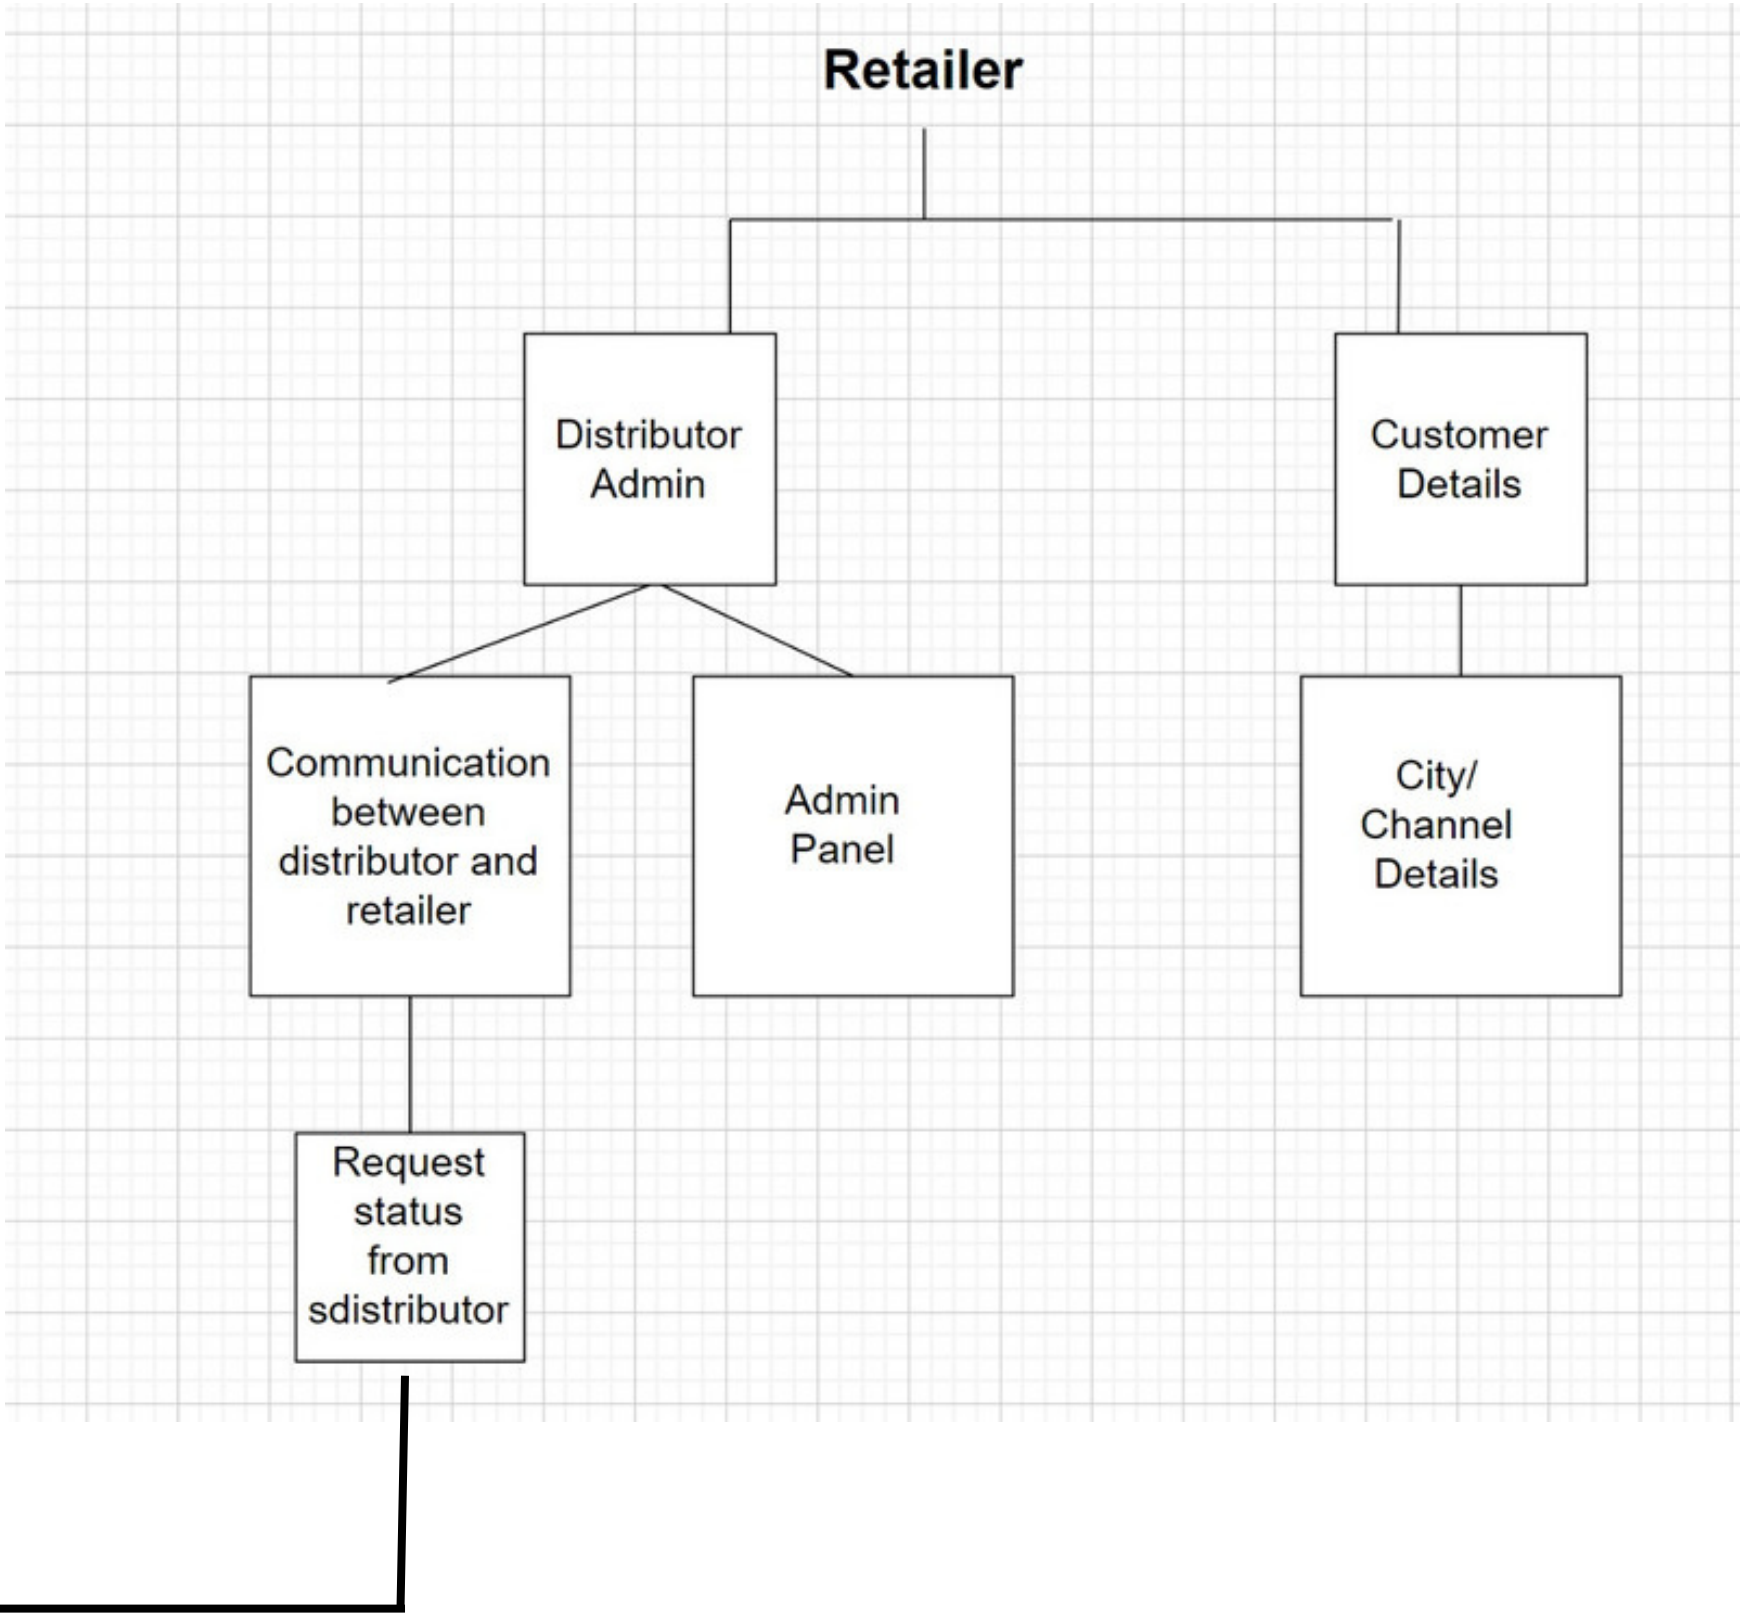 Retailer
Distributor
Admin
Customer
Details
Communication
between
distributor and
retailer
Admin
Panel
City/
Channel
Details
Request
status
from
sdistributor